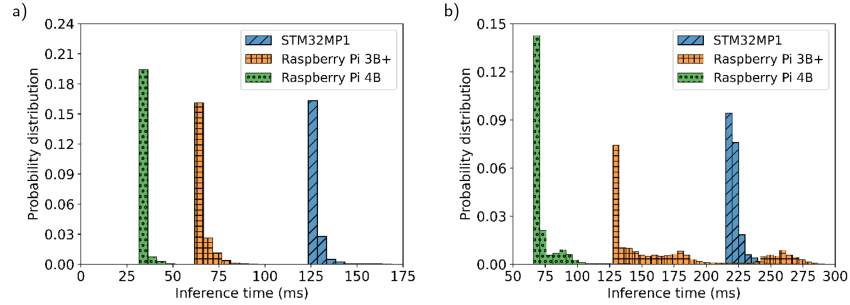 a)
0.24
0.21
0.18
0.15
0.12
0.09
0.06
0.03
0.00
Probability distribution
STM32MP1
Raspberry Pi 3B+
Raspberry Pi 4B
0 25 50 75 100 125 150 175
Inference time (ms)
b)
0.15
0.12
0.09
0.06
0.03
0.00
Probability distribution
STM32MP1
Raspberry Pi 3B+
Raspberry Pi 4B
50 75 100 125 150 175 200 225 250 275 300
Inference time (ms)